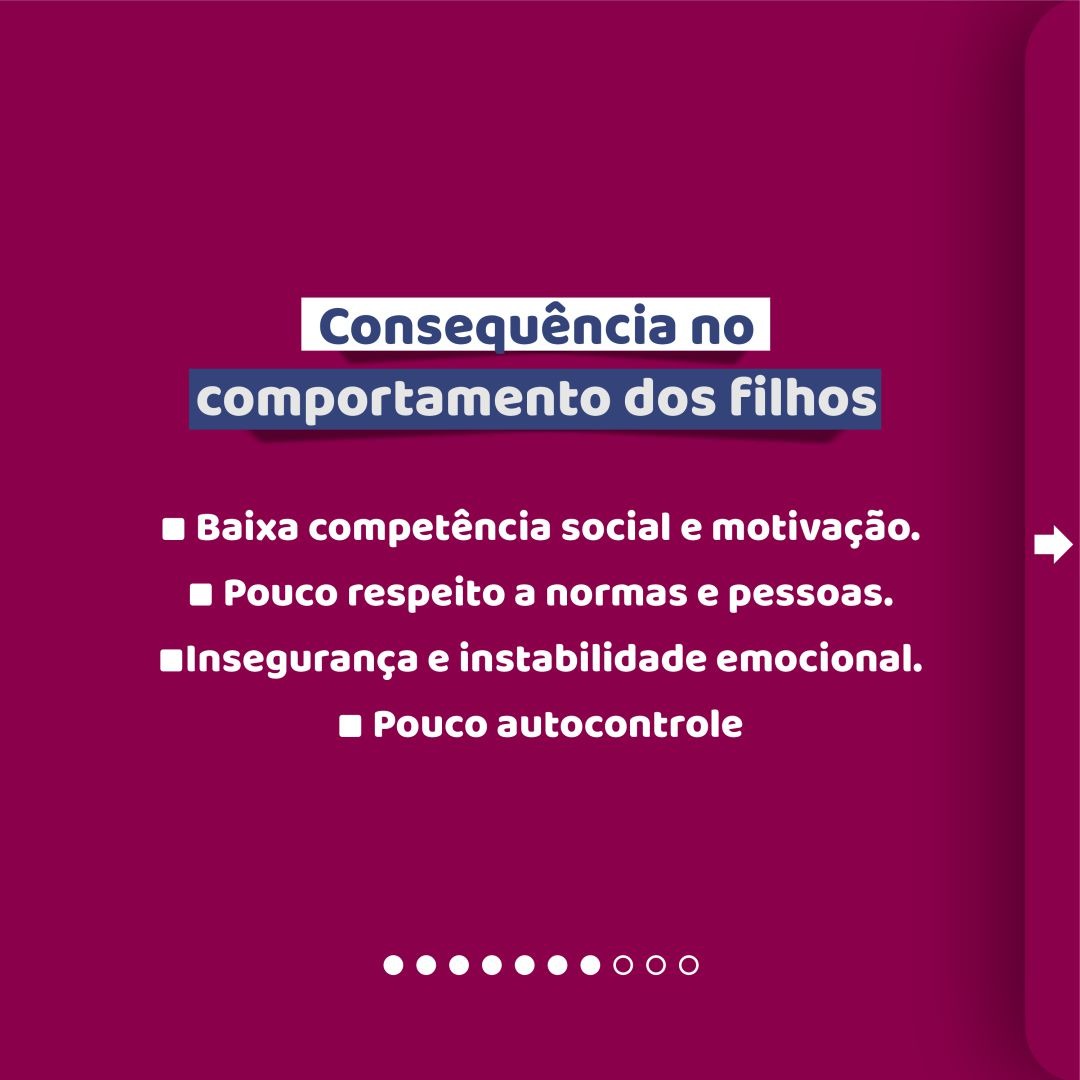 Consequência no
comportamento dos filhos
■ Baixa competência social e motivação.
■ Pouco respeito a normas e pessoas.
■Insegurança e instabilidade emocional.
■ Pouco autocontrole